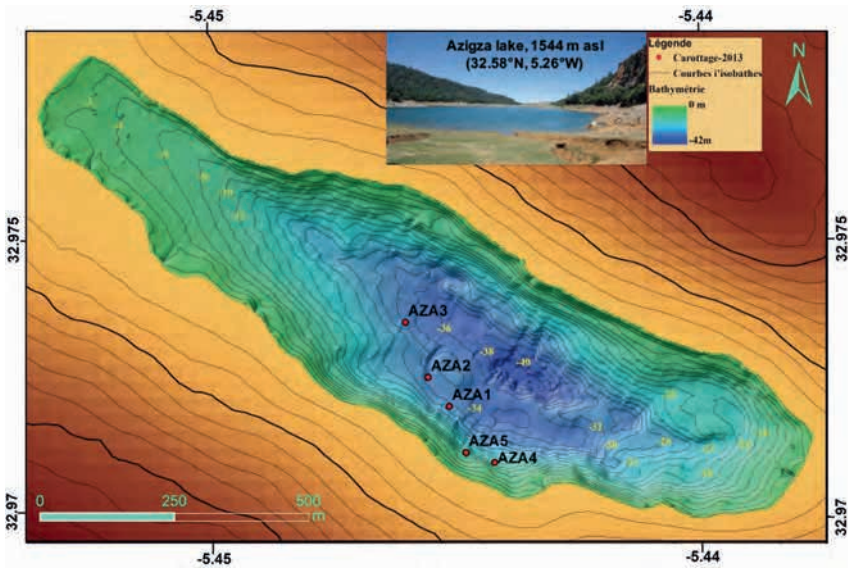 -5.45
-5.44
Azigza lake, 1544 m asl
(32.58°N, 5.26°W)
Légende
Carottage-2013
Courbes i'isobathes
Bathymétrie
0 m
-42m
N
32.975
32.975
AZA3
-36
-38
-40
AZA2
AZA1
-34
-32
AZA5
AZA4
0
250
500
m
32.97
32.97
-5.45
-5.44